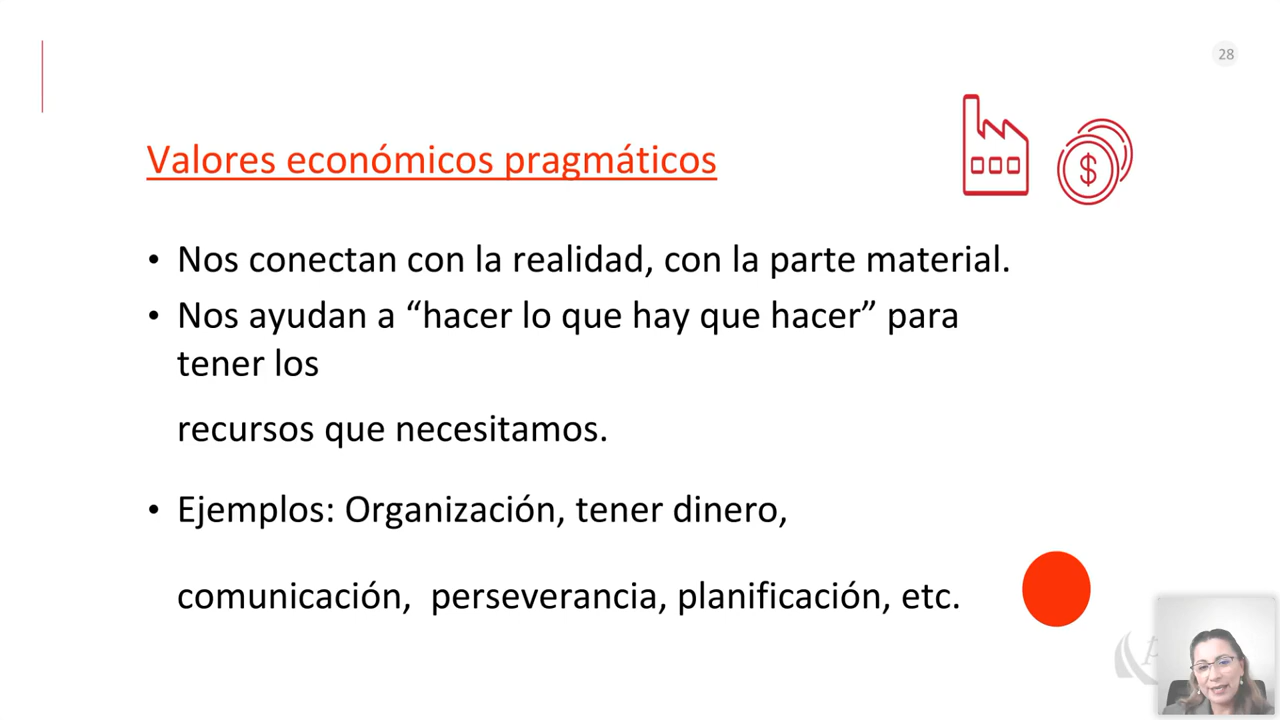 28
Valores económicos pragmáticos
• Nos conectan con la realidad, con la parte material.
• Nos ayudan a “hacer lo que hay que hacer” para
tener los
recursos que necesitamos.
• Ejemplos: Organización, tener dinero,
comunicación, perseverancia, planificación, etc.
$